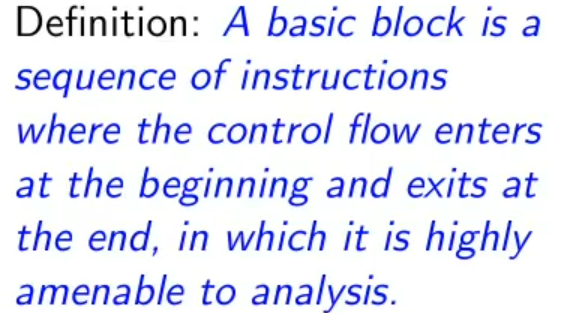 Definition: A basic block is a
sequence of instructions
where the control flow enters
at the beginning and exits at
the end, in which it is highly
amenable to analysis.